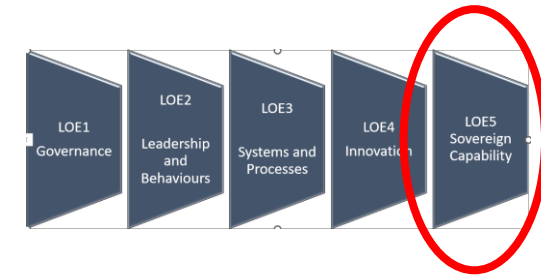 LOE1
Governance
LOE2
Leadership
and
Behaviours
LOE3
Systems and
Processes
LOE4
Innovation
LOE5
Sovereign
Capability